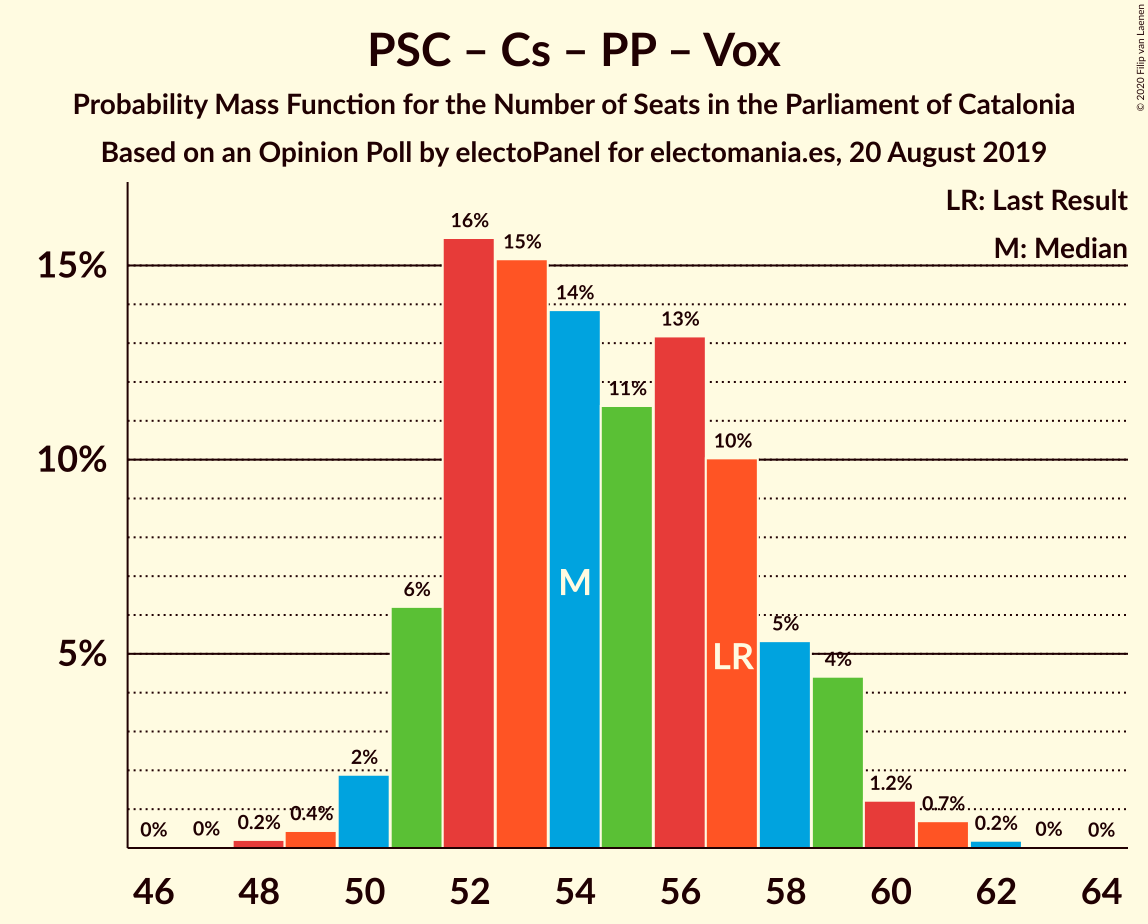 PSC – Cs – PP – Vox
Probability Mass Function for the Number of Seats in the Parliament of Catalonia
Based on an Opinion Poll by electoPanel for electomania.es, 20 August 2019
© 2020 Filip van Laenen
LR: Last Result
M: Median
15%
10%
5%
0%
0%
0.2%
0.4%
2%
6%
16%
15%
14%
11%
13%
10%
5%
4%
1.2%
0.7%
0.2%
0%
0%
M
LR
46 48 50 52 54 56 58 60 62 64